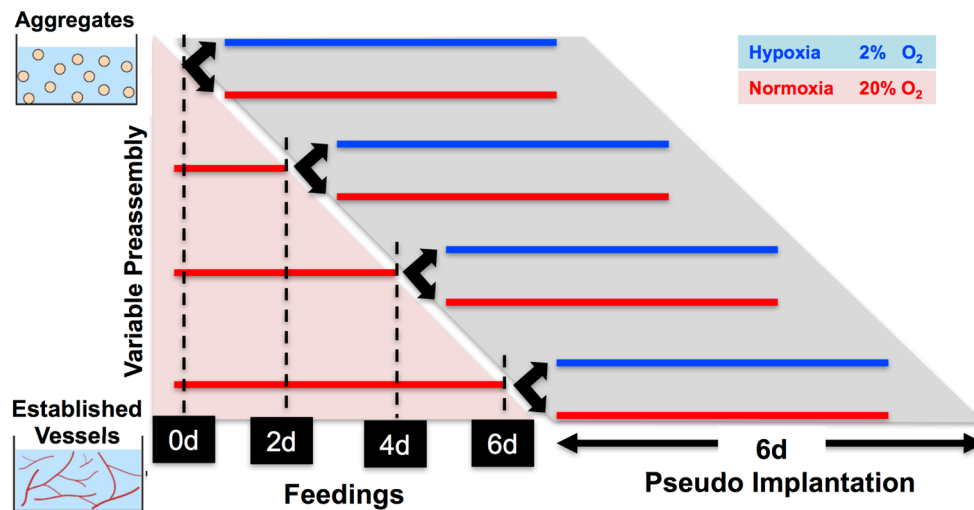 Aggregates
Hypoxia 2% O₂
Normoxia 20% O₂
Variable Preassembly
Established
Vessels
0d
2d
4d
6d
Feedings
6d
Pseudo Implantation